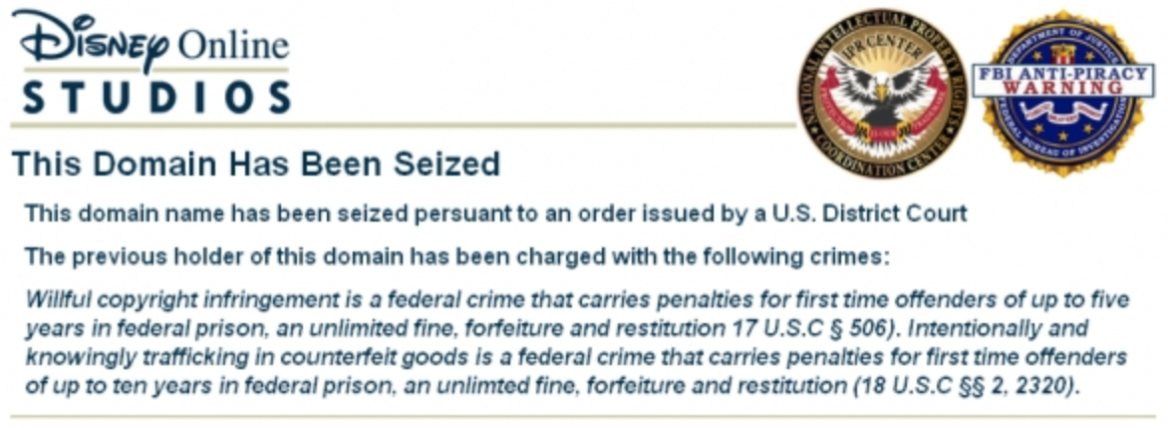 Disney Online
STUDIOS
NATIONAL INTELLECTUAL PROPERTY RIGHTS
IPR CENTER
PROTECTION IS OUR TRADEMARK
COORDINATION CENTER
DEPARTMENT OF JUSTICE
FBI ANTI-PIRACY
WARNING
FEDERAL BUREAU OF INVESTIGATION
This Domain Has Been Seized
This domain name has been seized persuant to an order issued by a U.S. District Court
The previous holder of this domain has been charged with the following crimes:
Willful copyright infringement is a federal crime that carries penalties for first time offenders of up to five
years in federal prison, an unlimited fine, forfeiture and restitution 17 U.S.C § 506). Intentionally and
knowingly trafficking in counterfeit goods is a federal crime that carries penalties for first time offenders
of up to ten years in federal prison, an unlimted fine, forfeiture and restitution (18 U.S.C §§ 2, 2320).